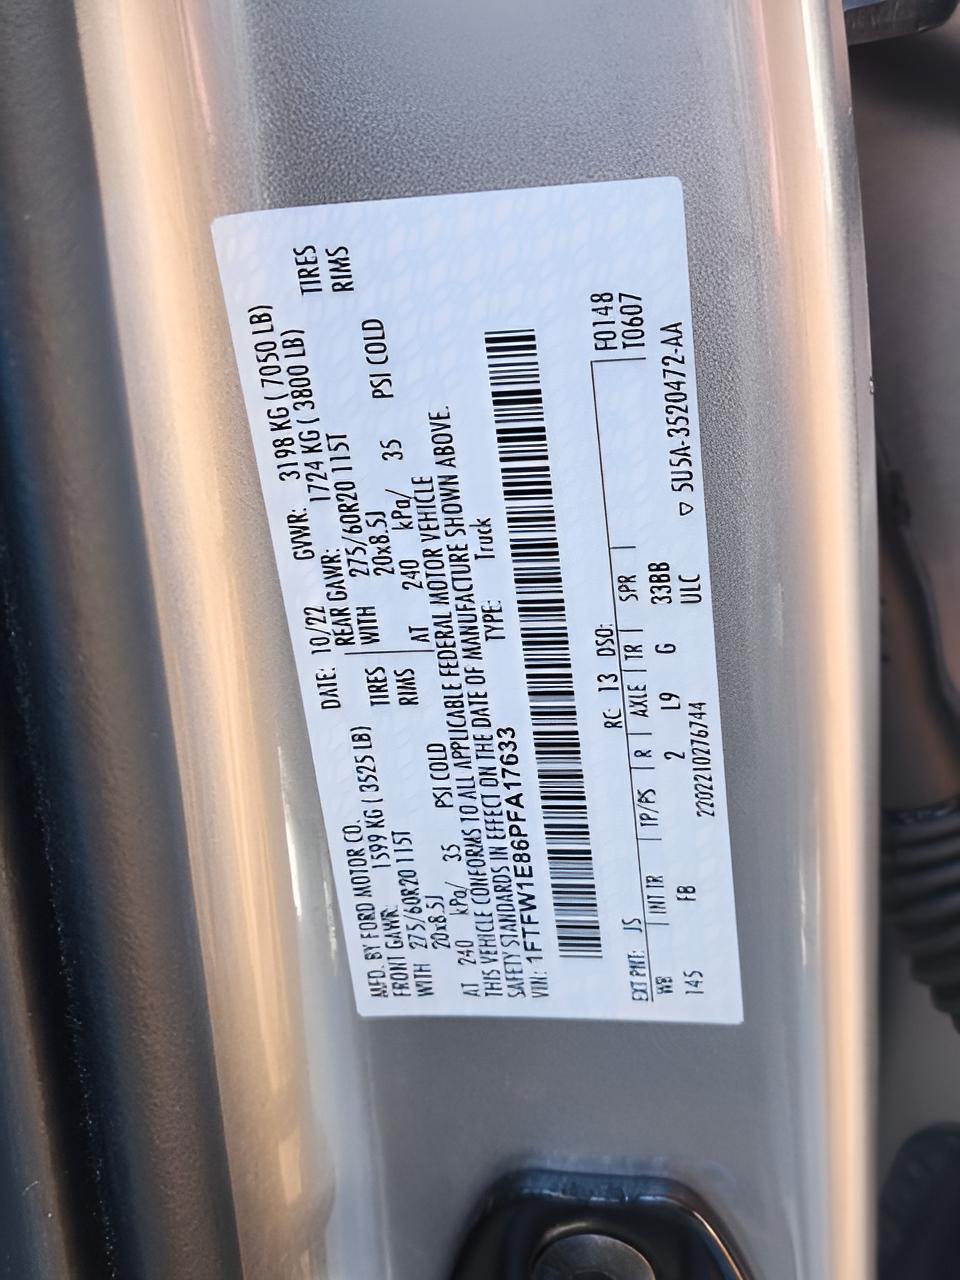 MFD. BY FORD MOTOR CO. DATE: 10/22 GVWR: 3198 KG ( 7050 LB)
FRONT GAWR: 1599 KG ( 3525 LB) REAR GAWR: 1724 KG ( 3800 LB)
WITH 275/60R20 115T TIRES WITH 275/60R20 115T TIRES
20x8.5J RIMS 20x8.5J RIMS
AT 240 kPa/ 35 PSI COLD AT 240 kPa/ 35 PSI COLD
THIS VEHICLE CONFORMS TO ALL APPLICABLE FEDERAL MOTOR VEHICLE
SAFETY STANDARDS IN EFFECT ON THE DATE OF MANUFACTURE SHOWN ABOVE.
VIN: 1FTFW1E86PFA17633 TYPE: Truck
F0148
T0607
EXT PNT: JS RC: 13 DSO:
WB INT TR TP/PS R AXLE TR SPR
145 FB 2 L9 G 33BB
2202210276744 ULC
▽ 5U5A-3520472-AA